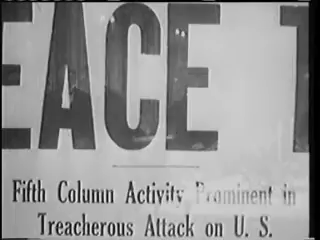 EACE T
Fifth Column Activity Prominent in
Treacherous Attack on U. S.